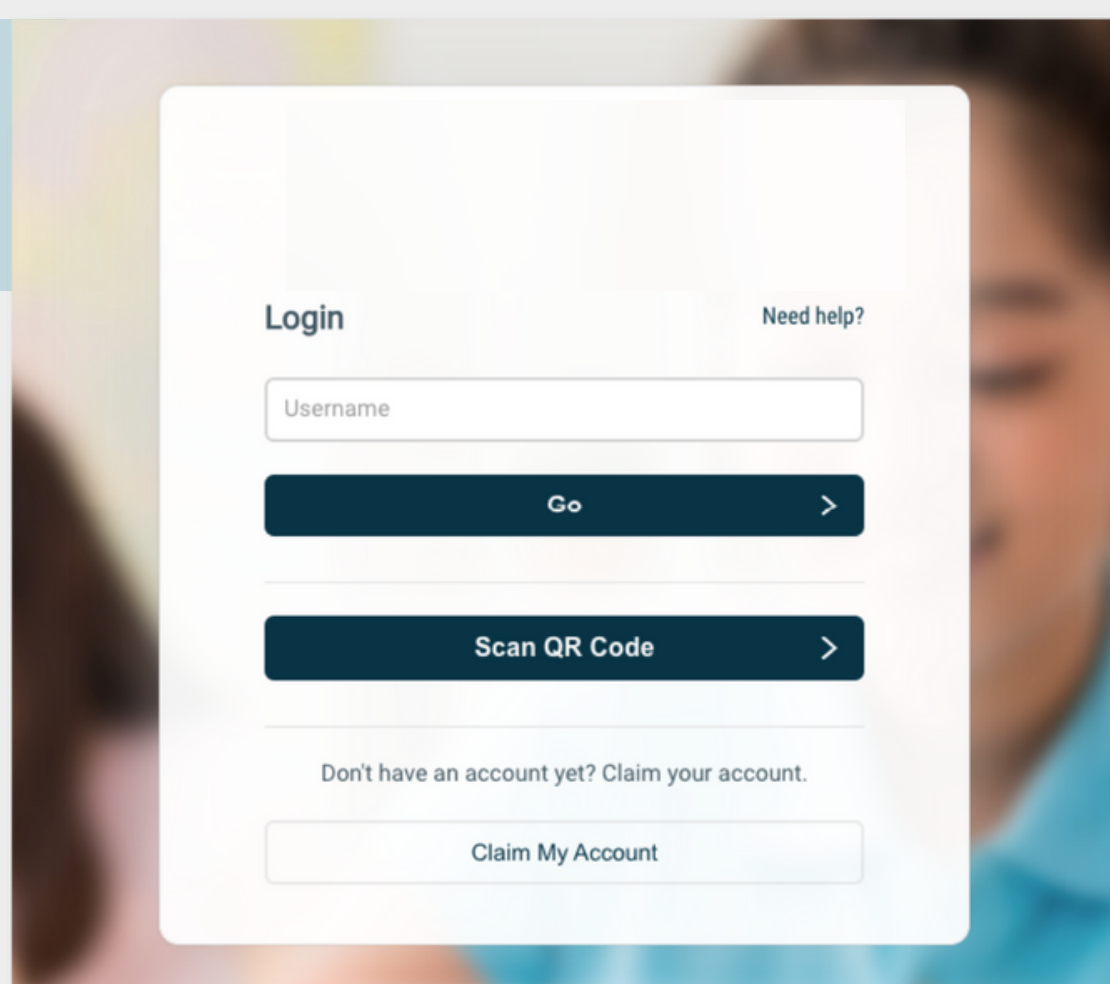 Login
Need help?
Username
Go
Scan QR Code
Don't have an account yet? Claim your account.
Claim My Account